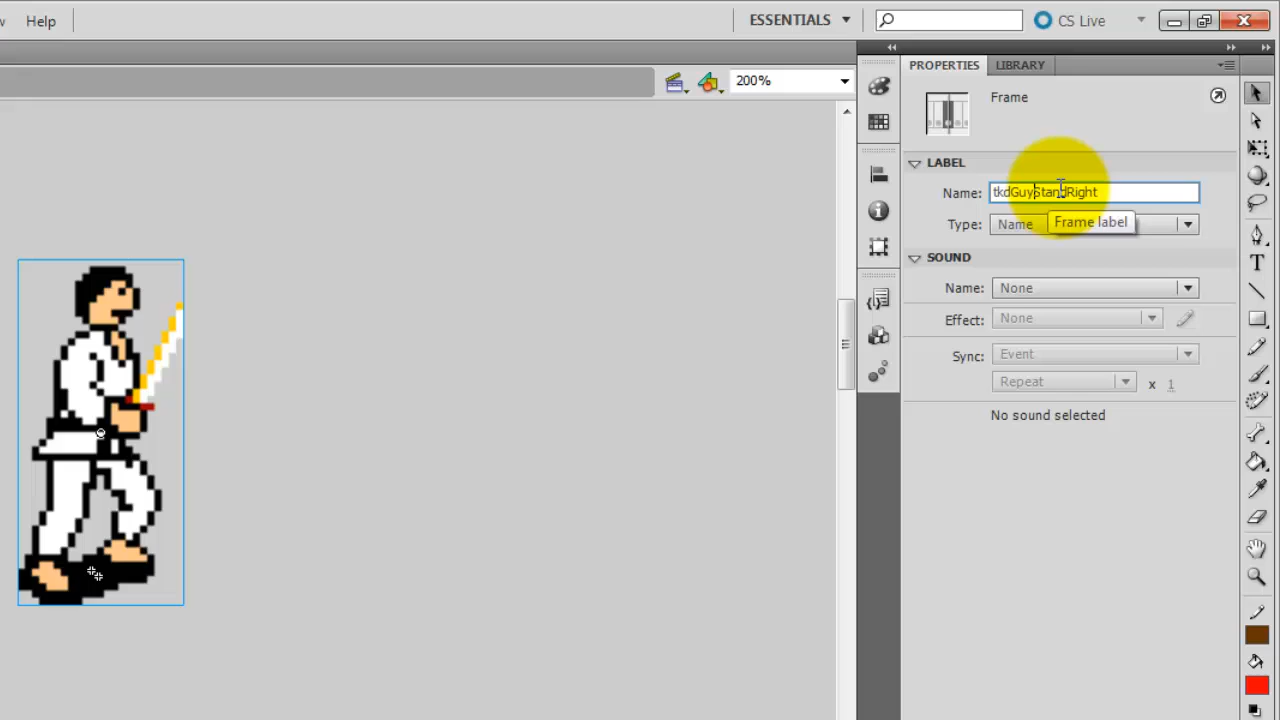 Help
ESSENTIALS
CS Live
200%
PROPERTIES
LIBRARY
Frame
LABEL
Name:
tkdGuyStandRight
Type:
Name
Frame label
SOUND
Name:
None
Effect:
None
Sync:
Event
Repeat
x 1
No sound selected
T